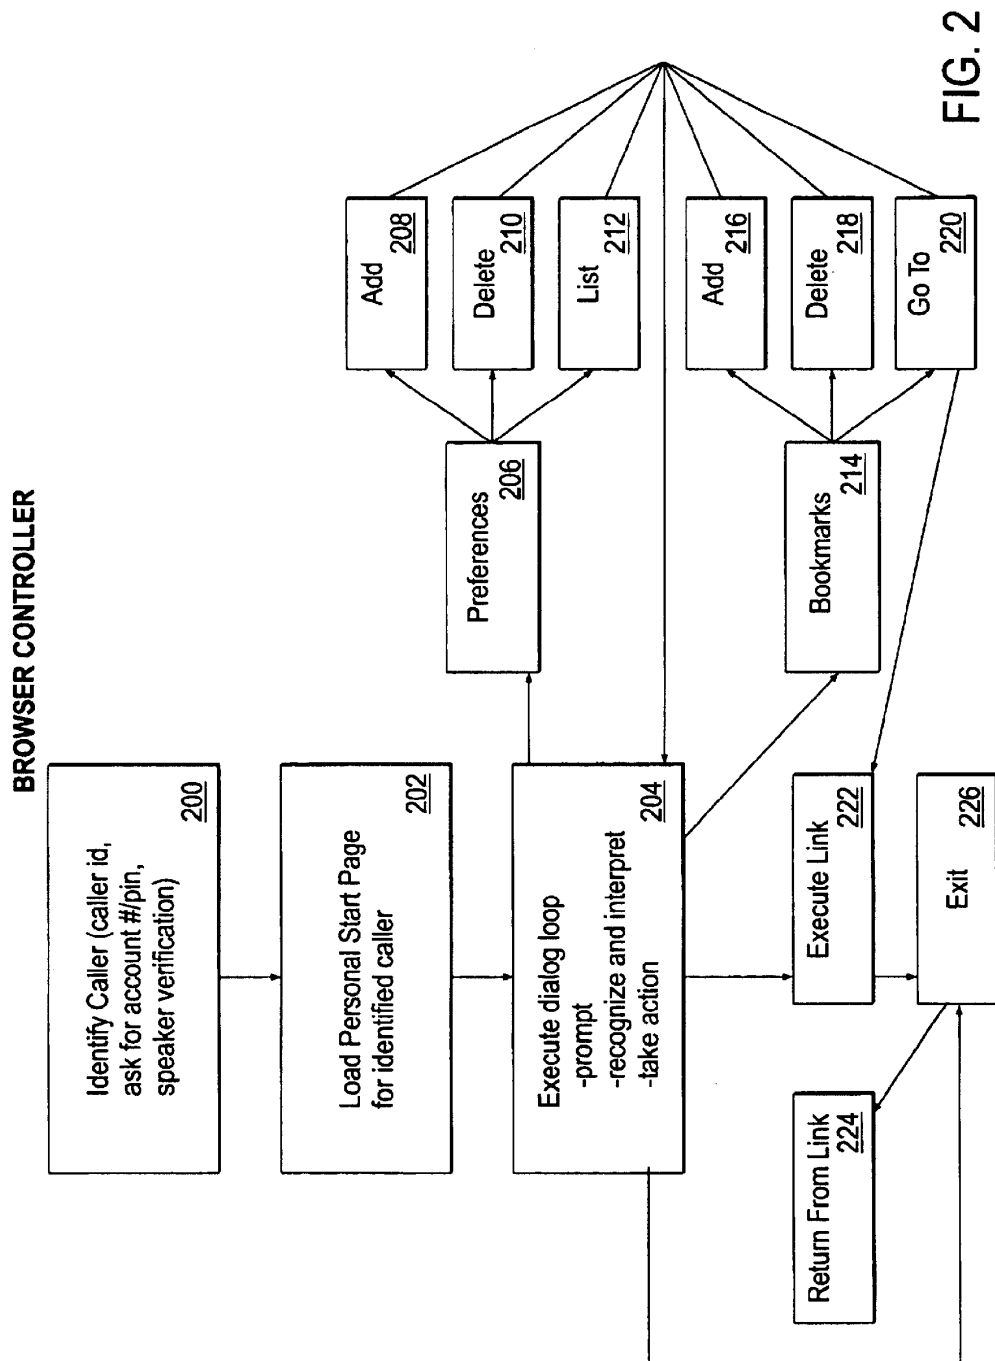 BROWSER CONTROLLER
Identify Caller (caller id,
ask for account #/pin,
speaker verification)
200
Load Personal Start Page
for identified caller
202
Execute dialog loop
-prompt
-recognize and interpret
-take action
204
Preferences
206
Add
208
Delete
210
List
212
Bookmarks
214
Add
216
Delete
218
Go To
220
Execute Link
222
Return From Link
224
Exit
226
FIG. 2